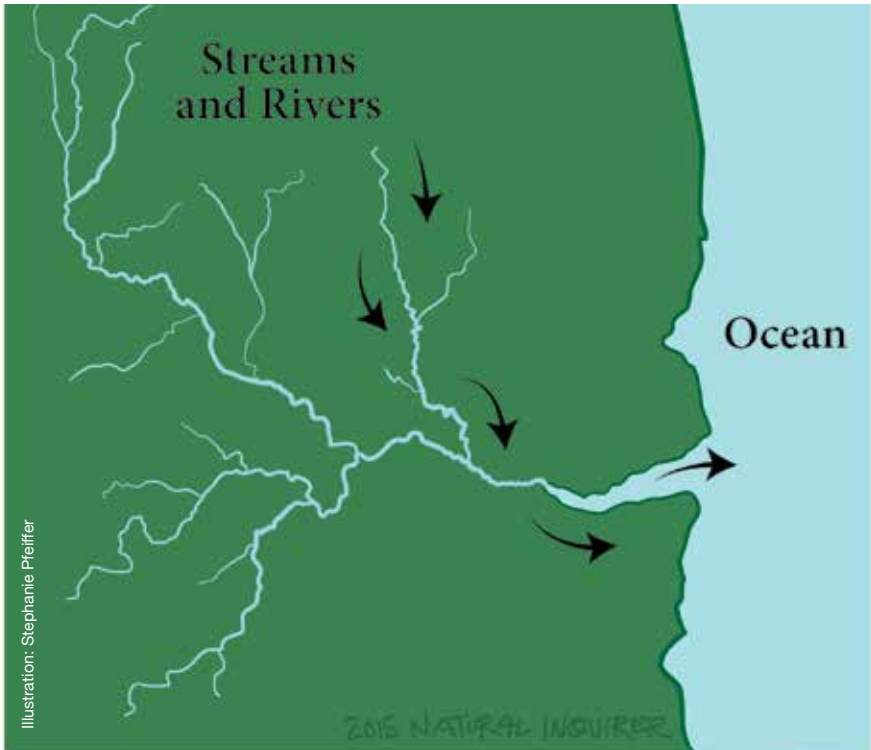 Streams
and Rivers
Ocean
Illustration: Stephanie Pfeiffer
2015 NATURAL INQUIRER